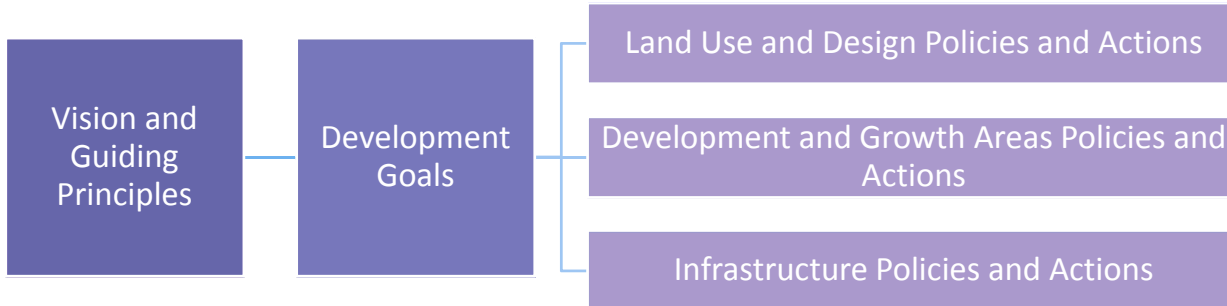 Vision and
Guiding
Principles
Development
Goals
Land Use and Design Policies and Actions
Development and Growth Areas Policies and
Actions
Infrastructure Policies and Actions